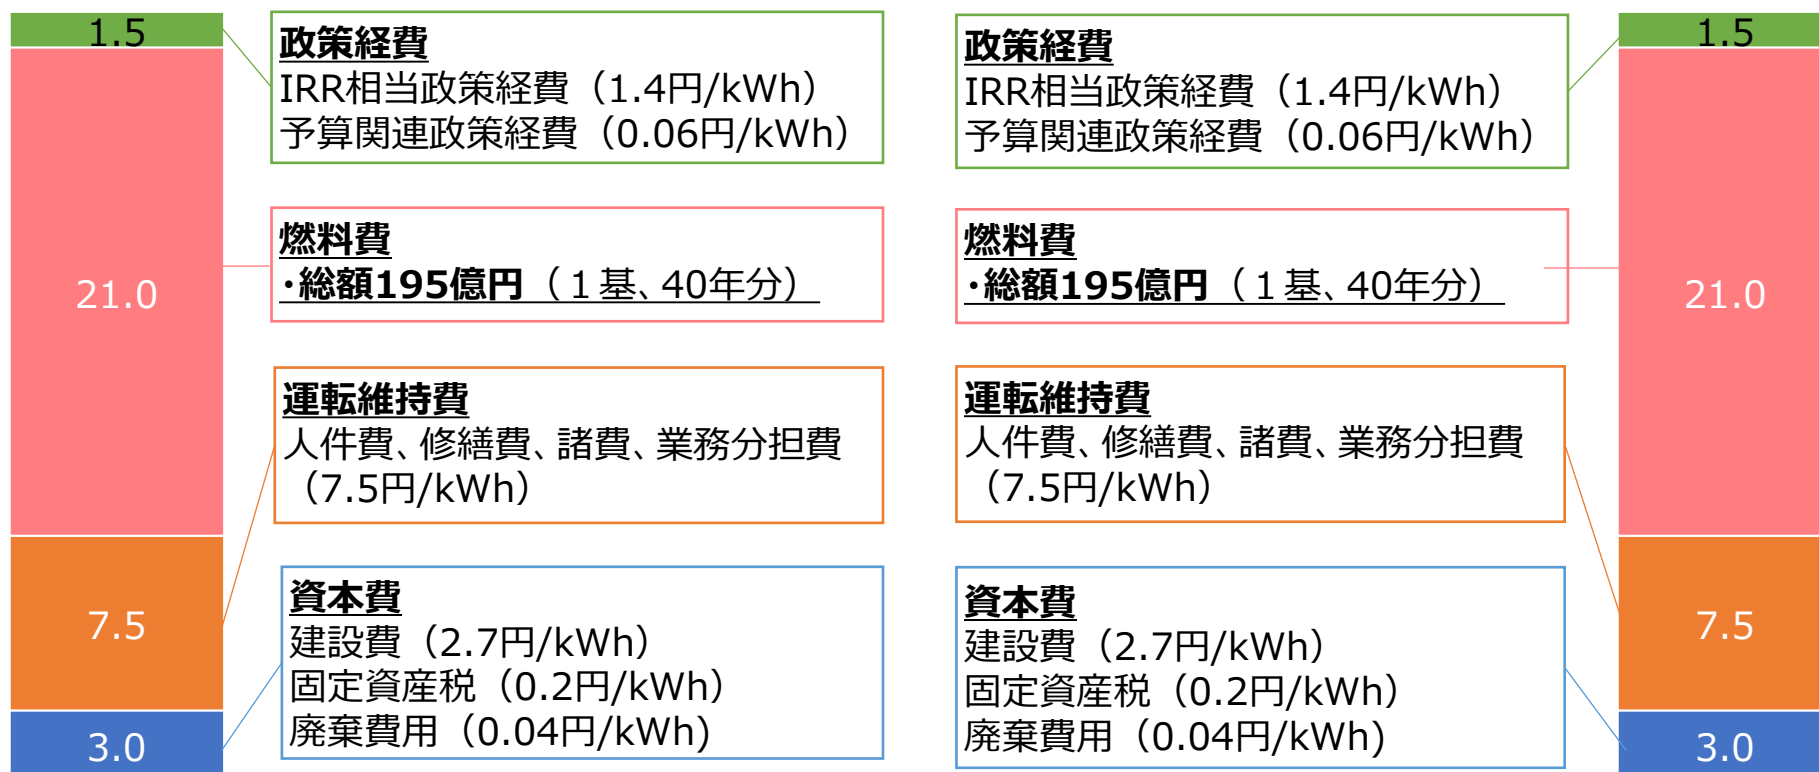 1.5
21.0
7.5
3.0
政策経費
IRR相当政策経費（1.4円/kWh）
予算関連政策経費（0.06円/kWh）
燃料費
・総額195億円（１基、40年分）
運転維持費
人件費、修繕費、諸費、業務分担費
（7.5円/kWh）
資本費
建設費（2.7円/kWh）
固定資産税（0.2円/kWh）
廃棄費用（0.04円/kWh)
政策経費
IRR相当政策経費（1.4円/kWh）
予算関連政策経費（0.06円/kWh）
燃料費
・総額195億円（１基、40年分）
運転維持費
人件費、修繕費、諸費、業務分担費
（7.5円/kWh）
資本費
建設費（2.7円/kWh）
固定資産税（0.2円/kWh）
廃棄費用（0.04円/kWh)
1.5
21.0
7.5
3.0